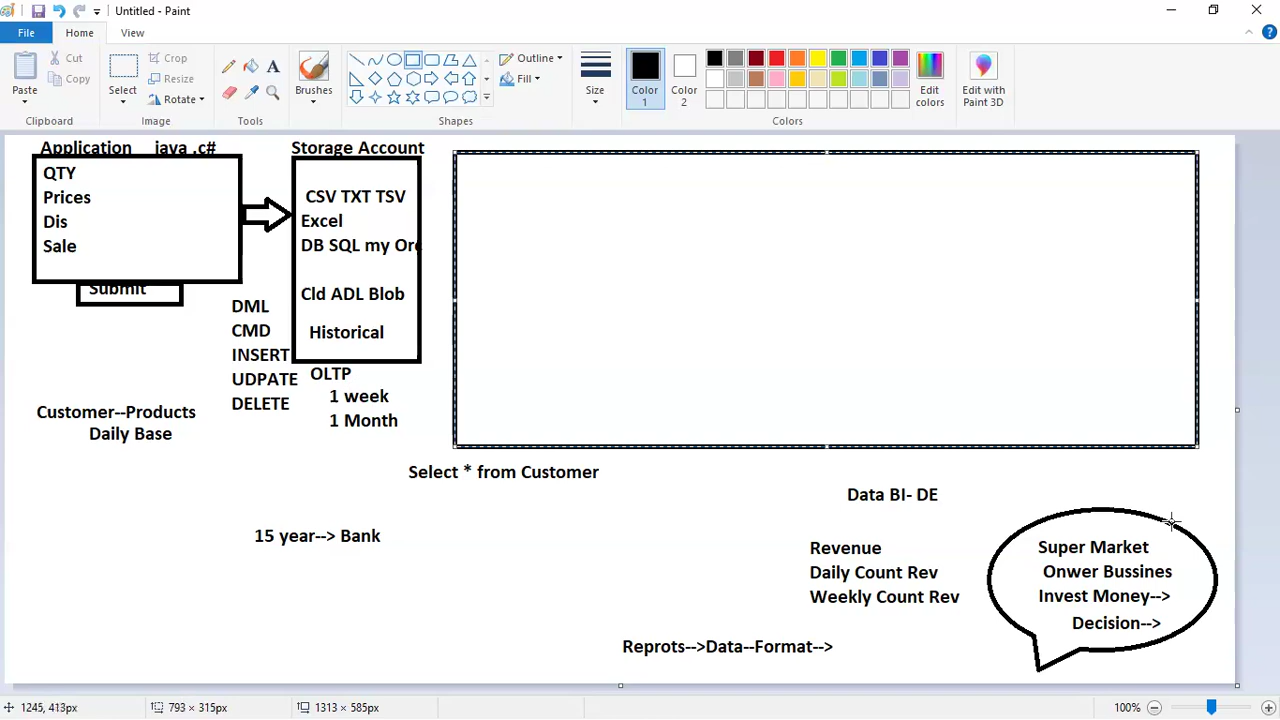 Untitled - Paint
File Home View
Paste
Cut
Copy
Clipboard
Select
Crop
Resize
Rotate
Image
A
Tools
Brushes
Shapes
Outline
Fill
Size
Color 1
Color 2
Colors
Edit colors
Edit with Paint 3D
Application java .c#
QTY
Prices
Dis
Sale
Submit
Storage Account
CSV TXT TSV
Excel
DB SQL my Orc
Cld ADL Blob
Historical
DML
CMD
INSERT
UDPATE
DELETE
OLTP
1 week
1 Month
Customer--Products
Daily Base
Select * from Customer
15 year--> Bank
Data BI- DE
Revenue
Daily Count Rev
Weekly Count Rev
Super Market
Onwer Bussines
Invest Money-->
Decision-->
Reprots-->Data--Format-->
1245, 413px
793 × 315px
1313 × 585px
100%